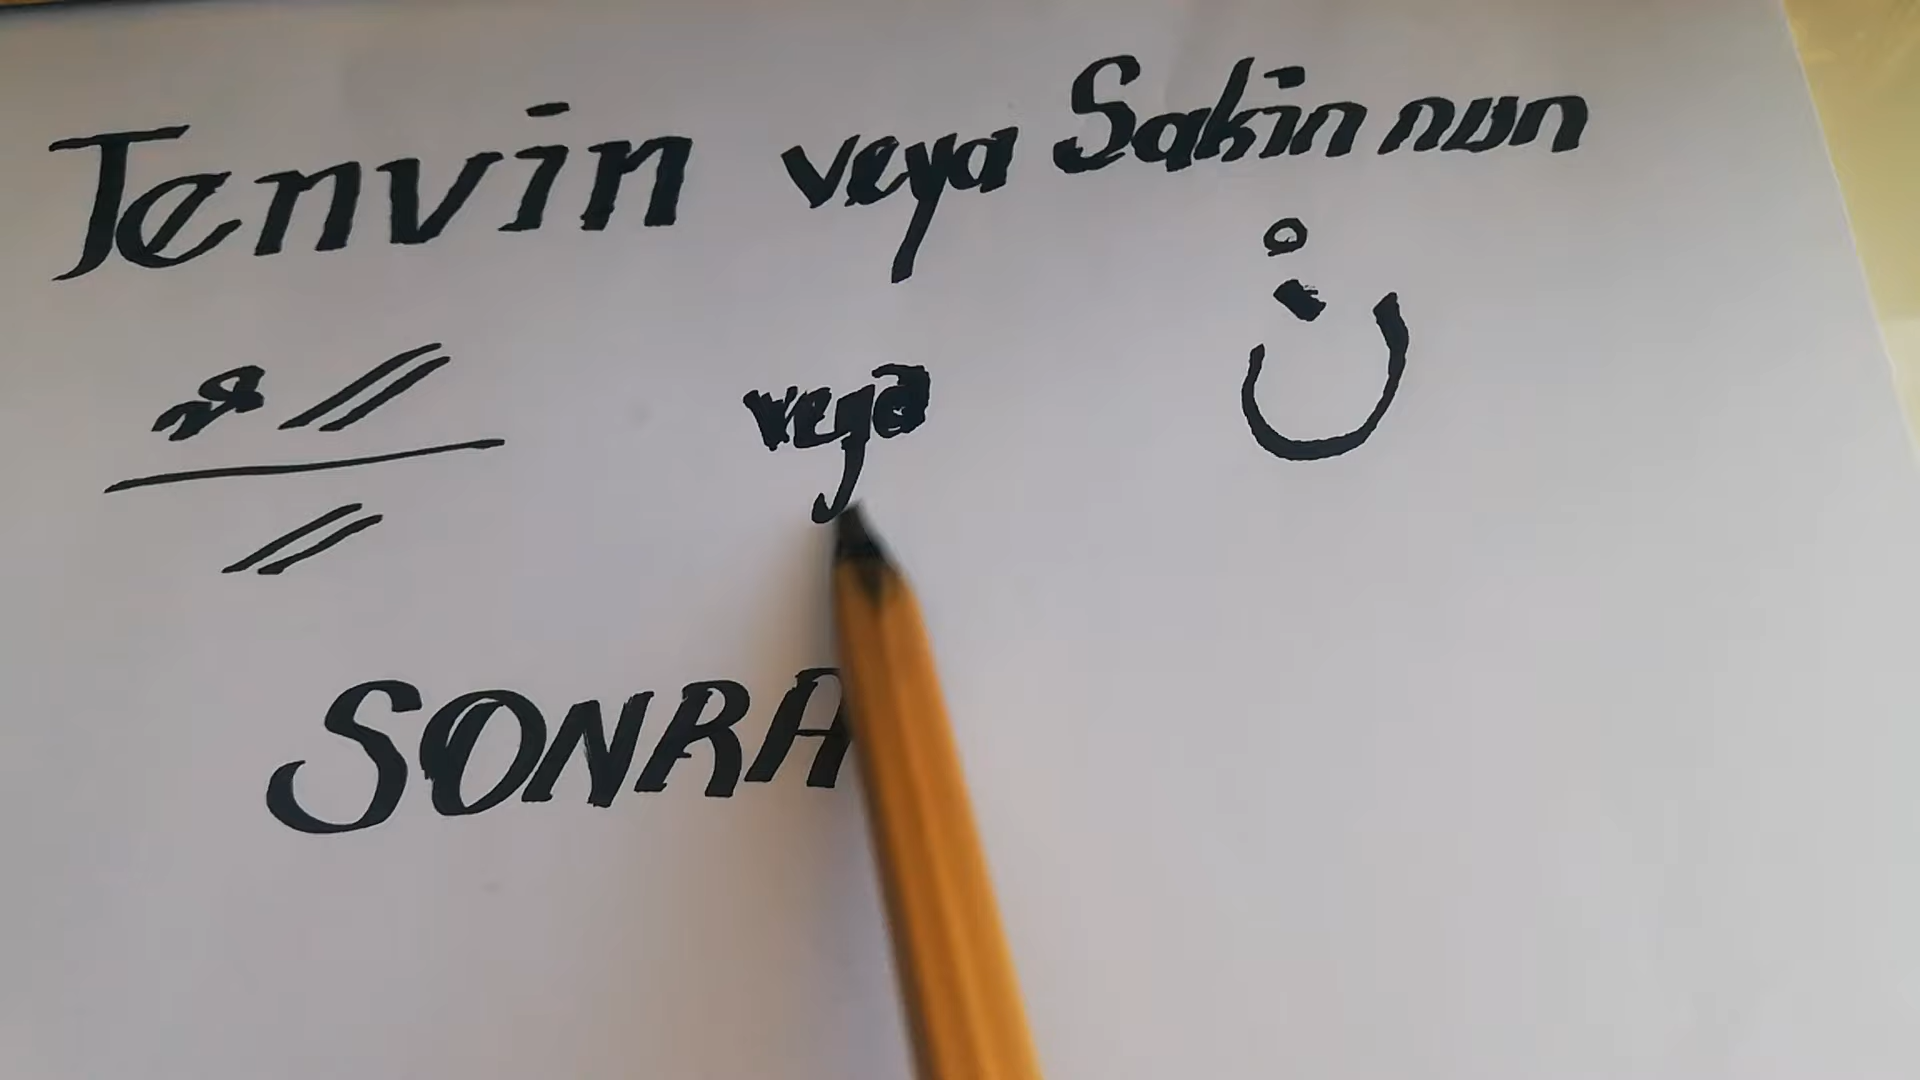 Tenvin veya Sakin nun
ٌ ً ٍ veya نْ
SONRA